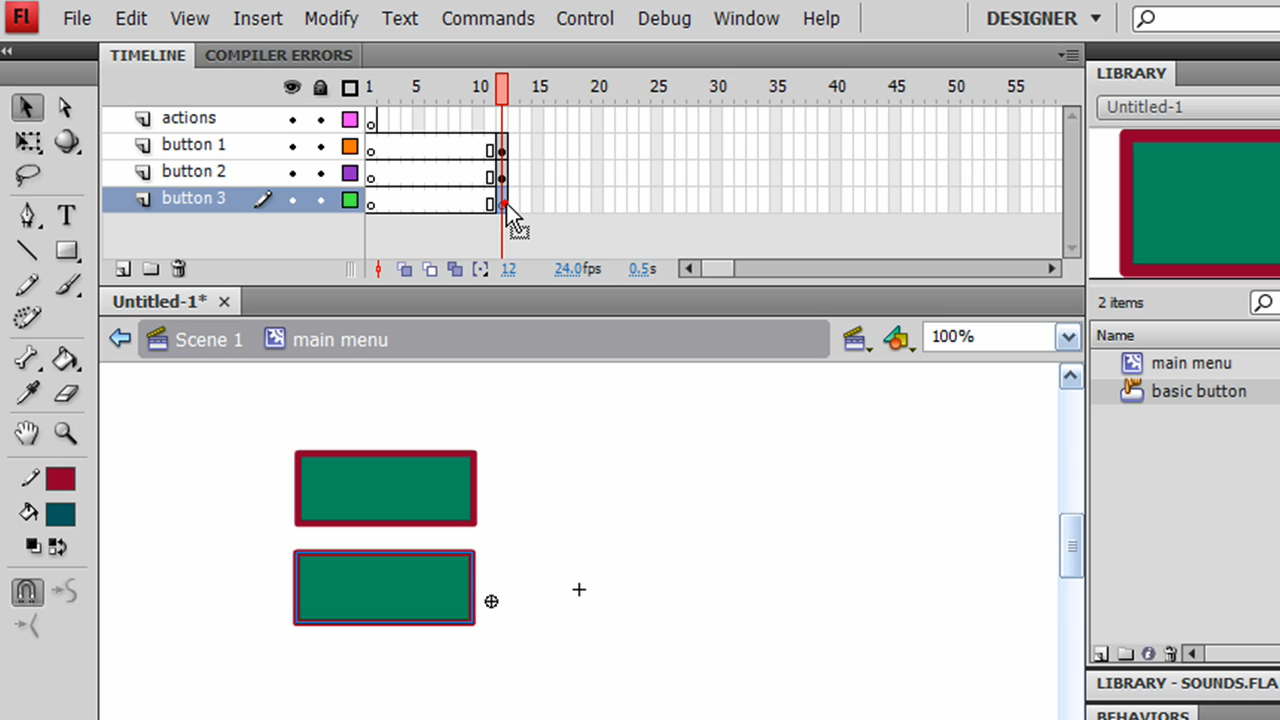 Fl File Edit View Insert Modify Text Commands Control Debug Window Help DESIGNER
TIMELINE COMPILER ERRORS
LIBRARY
1 5 10 15 20 25 30 35 40 45 50 55
Untitled-1
actions
button 1
button 2
button 3
12 24.0fps 0.5s
Untitled-1*
2 items
Scene 1 main menu 100%
Name
main menu
basic button
LIBRARY - SOUNDS.FLA
BEHAVIORS